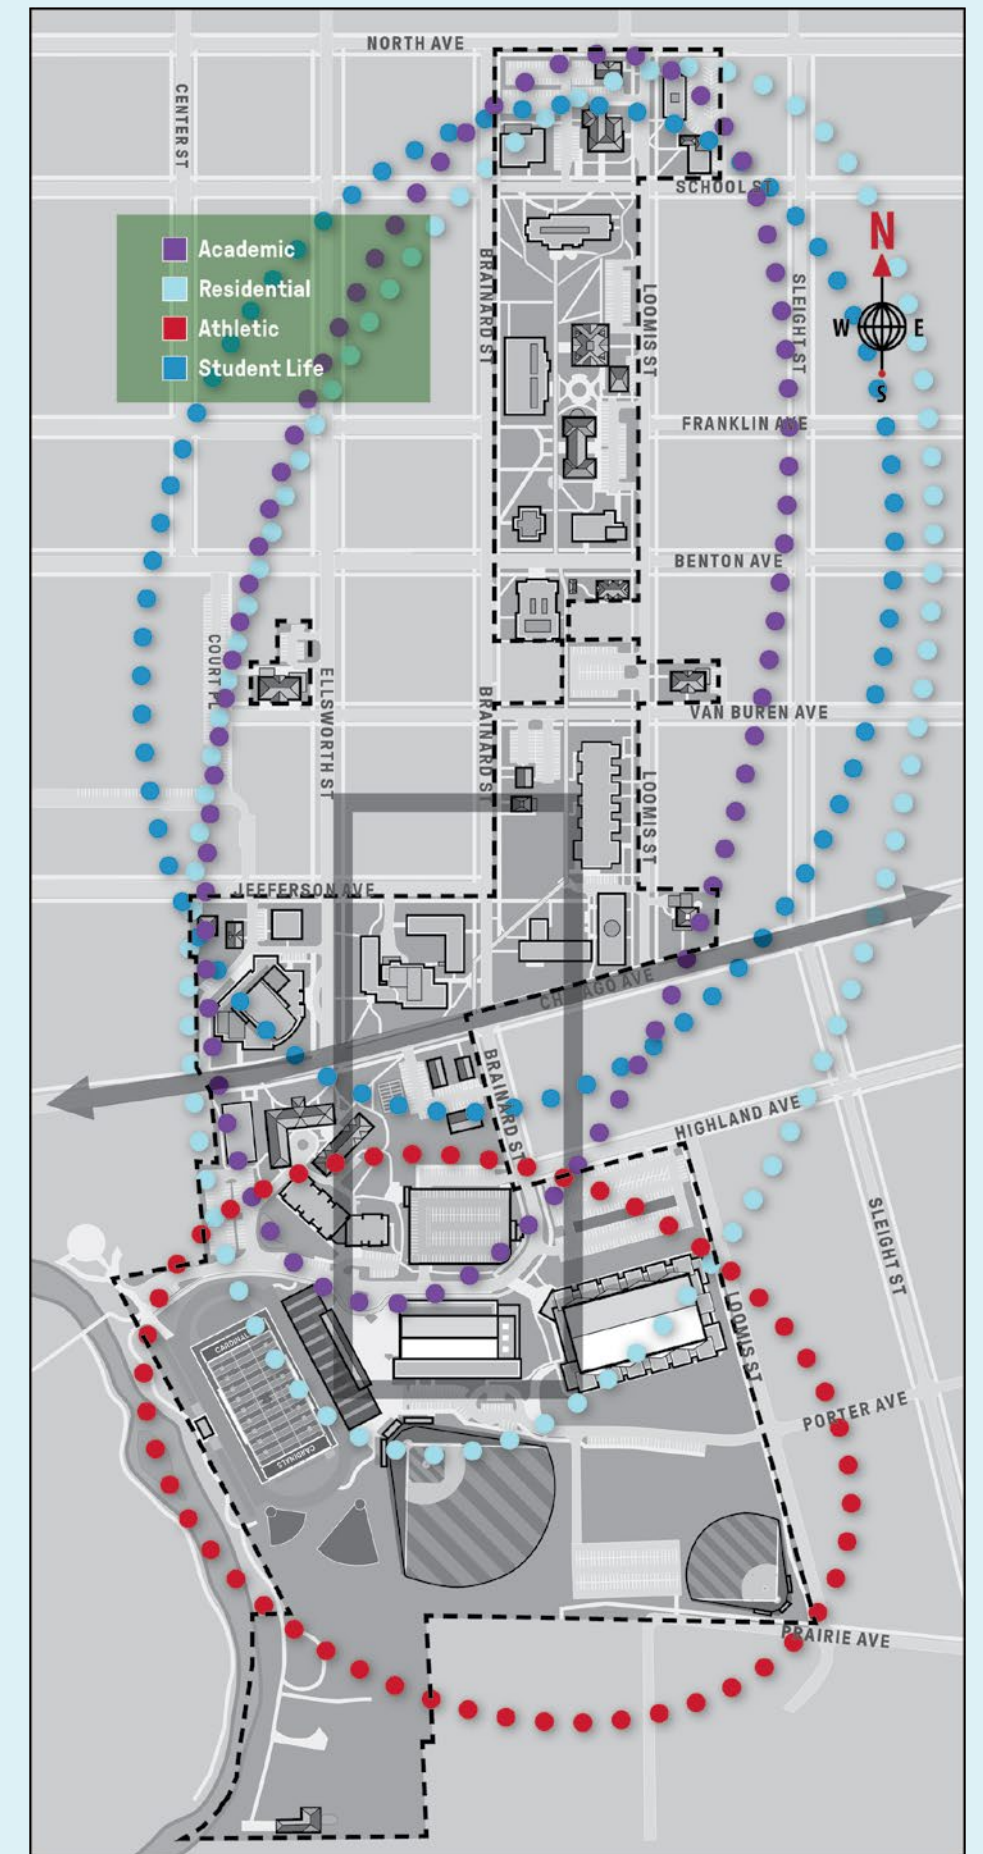 NORTH AVE
CENTER ST
SCHOOL ST
Academic
Residential
Athletic
Student Life
N
W
E
S
BRAINARD ST
LOOMIS ST
SLEIGHT ST
FRANKLIN AVE
BENTON AVE
COURT PL
ELLSWORTH ST
BRAINARD ST
VAN BUREN AVE
LOOMIS ST
JEFFERSON AVE
CHICAGO AVE
BRAINARD ST
HIGHLAND AVE
SLEIGHT ST
LOOMIS ST
CARDINALS
PORTER AVE
CARDINALS
PRAIRIE AVE